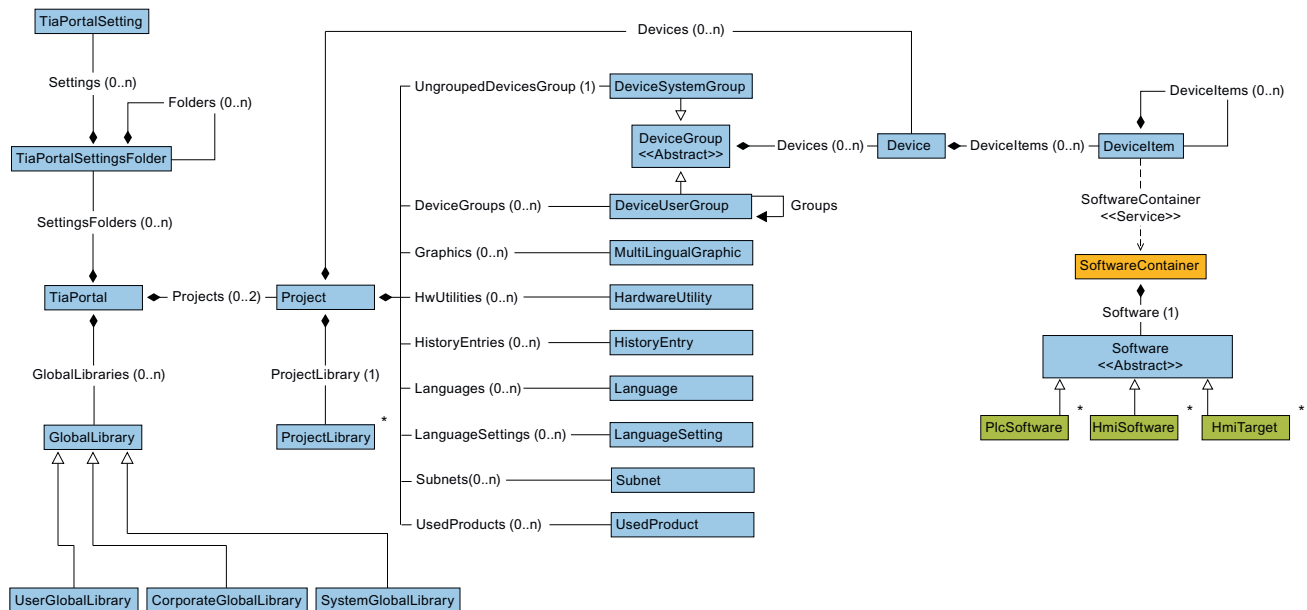 TiaPortalSetting
Devices (0..n)
Settings (0..n)
UngroupedDevicesGroup (1)
DeviceSystemGroup
DeviceItems (0..n)
Folders (0..n)
DeviceGroup
<<Abstract>>
Devices (0..n)
Device
DeviceItems (0..n)
DeviceItem
TiaPortalSettingsFolder
SoftwareContainer
<<Service>>
DeviceGroups (0..n)
DeviceUserGroup
Groups
SettingsFolders (0..n)
Graphics (0..n)
MultiLingualGraphic
SoftwareContainer
TiaPortal
Projects (0..2)
Project
HwUtilities (0..n)
HardwareUtility
Software (1)
HistoryEntries (0..n)
HistoryEntry
Software
<<Abstract>>
GlobalLibraries (0..n)
ProjectLibrary (1)
Languages (0..n)
Language
*
*
*
*
PlcSoftware
HmiSoftware
HmiTarget
GlobalLibrary
ProjectLibrary
LanguageSettings (0..n)
LanguageSetting
Subnets(0..n)
Subnet
UsedProducts (0..n)
UsedProduct
UserGlobalLibrary
CorporateGlobalLibrary
SystemGlobalLibrary